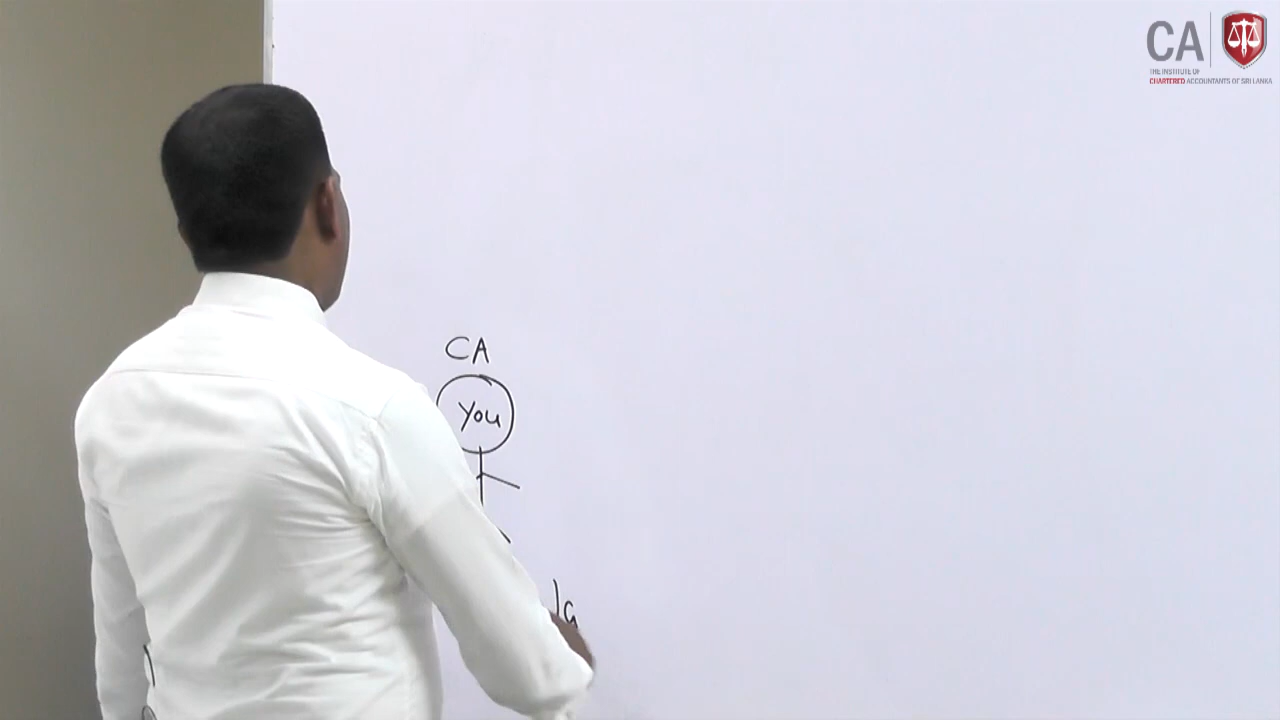 CA
THE INSTITUTE OF
CHARTERED ACCOUNTANTS OF SRI LANKA
CA
You